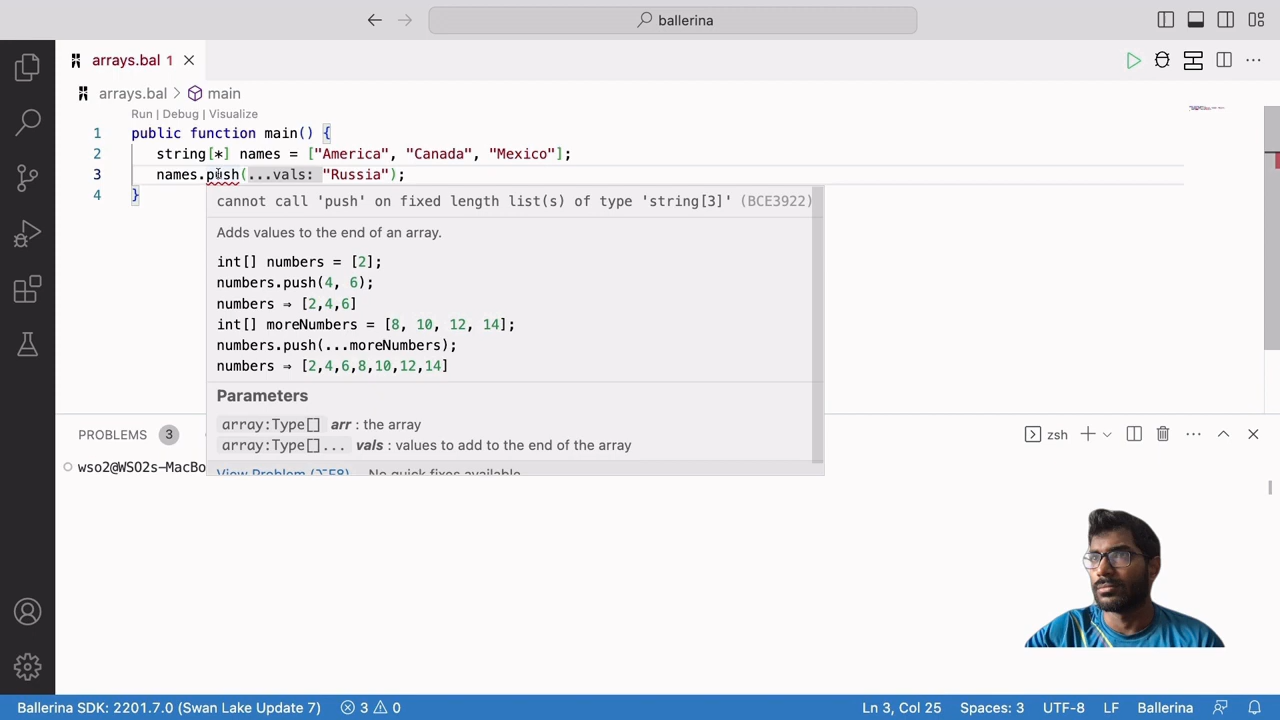 ballerina
arrays.bal 1
arrays.bal > main
Run | Debug | Visualize
1 public function main() {
2 string[*] names = ["America", "Canada", "Mexico"];
3 names.push(...vals: "Russia");
4 }
cannot call 'push' on fixed length list(s) of type 'string[3]' (BCE3922)
Adds values to the end of an array.
int[] numbers = [2];
numbers.push(4, 6);
numbers ⇒ [2,4,6]
int[] moreNumbers = [8, 10, 12, 14];
numbers.push(...moreNumbers);
numbers ⇒ [2,4,6,8,10,12,14]
Parameters
array:Type[] arr : the array
array:Type[]... vals : values to add to the end of the array
View Problem (⌥F8) No quick fixes available
PROBLEMS 3
zsh
wso2@WSO2s-MacBo
Ballerina SDK: 2201.7.0 (Swan Lake Update 7) 3 0 Ln 3, Col 25 Spaces: 3 UTF-8 LF Ballerina